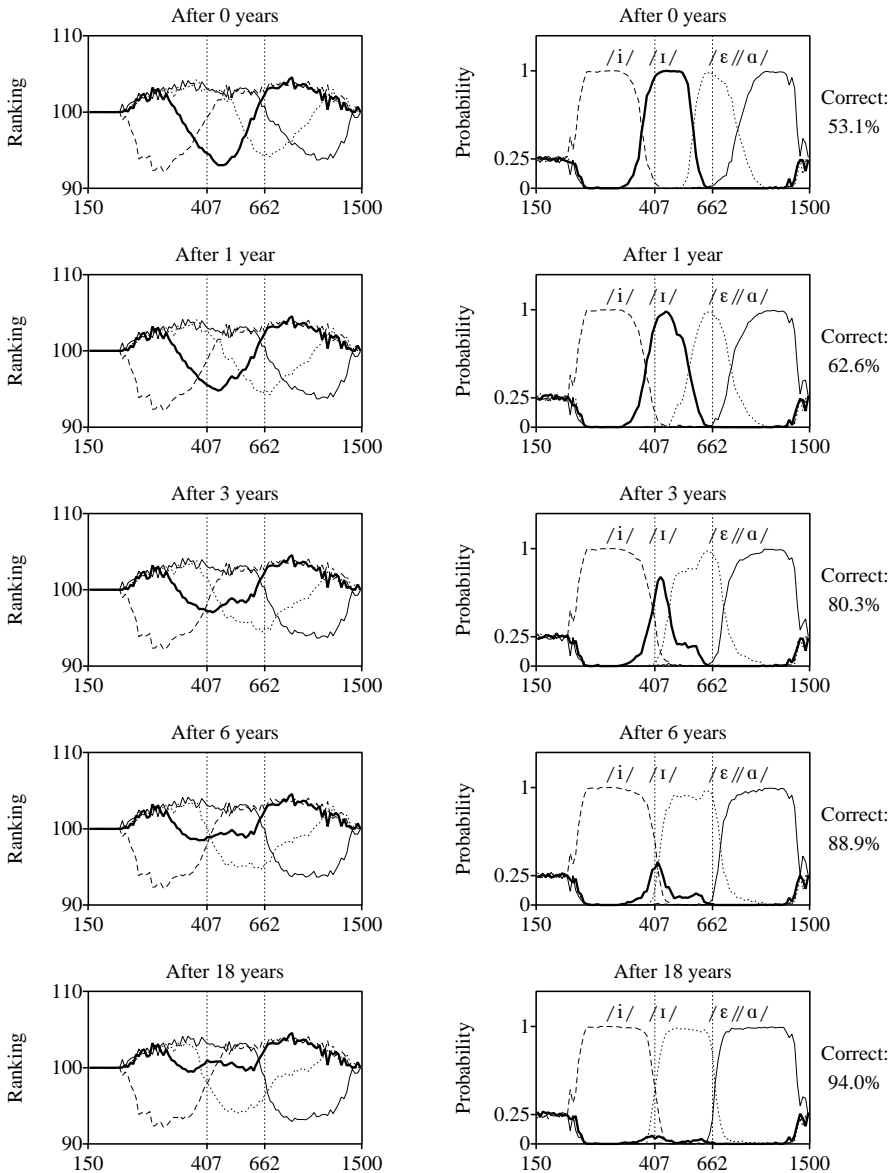 After 0 years
110
100
90
Ranking
150 407 662 1500
After 0 years
/i/ /ɪ/ /ɛ//ɑ/
1
0.25
0
Probability
150 407 662 1500
Correct:
53.1%
After 1 year
110
100
90
Ranking
150 407 662 1500
After 1 year
/i/ /ɪ/ /ɛ//ɑ/
1
0.25
0
Probability
150 407 662 1500
Correct:
62.6%
After 3 years
110
100
90
Ranking
150 407 662 1500
After 3 years
/i/ /ɪ/ /ɛ//ɑ/
1
0.25
0
Probability
150 407 662 1500
Correct:
80.3%
After 6 years
110
100
90
Ranking
150 407 662 1500
After 6 years
/i/ /ɪ/ /ɛ//ɑ/
1
0.25
0
Probability
150 407 662 1500
Correct:
88.9%
After 18 years
110
100
90
Ranking
150 407 662 1500
After 18 years
/i/ /ɪ/ /ɛ//ɑ/
1
0.25
0
Probability
150 407 662 1500
Correct:
94.0%